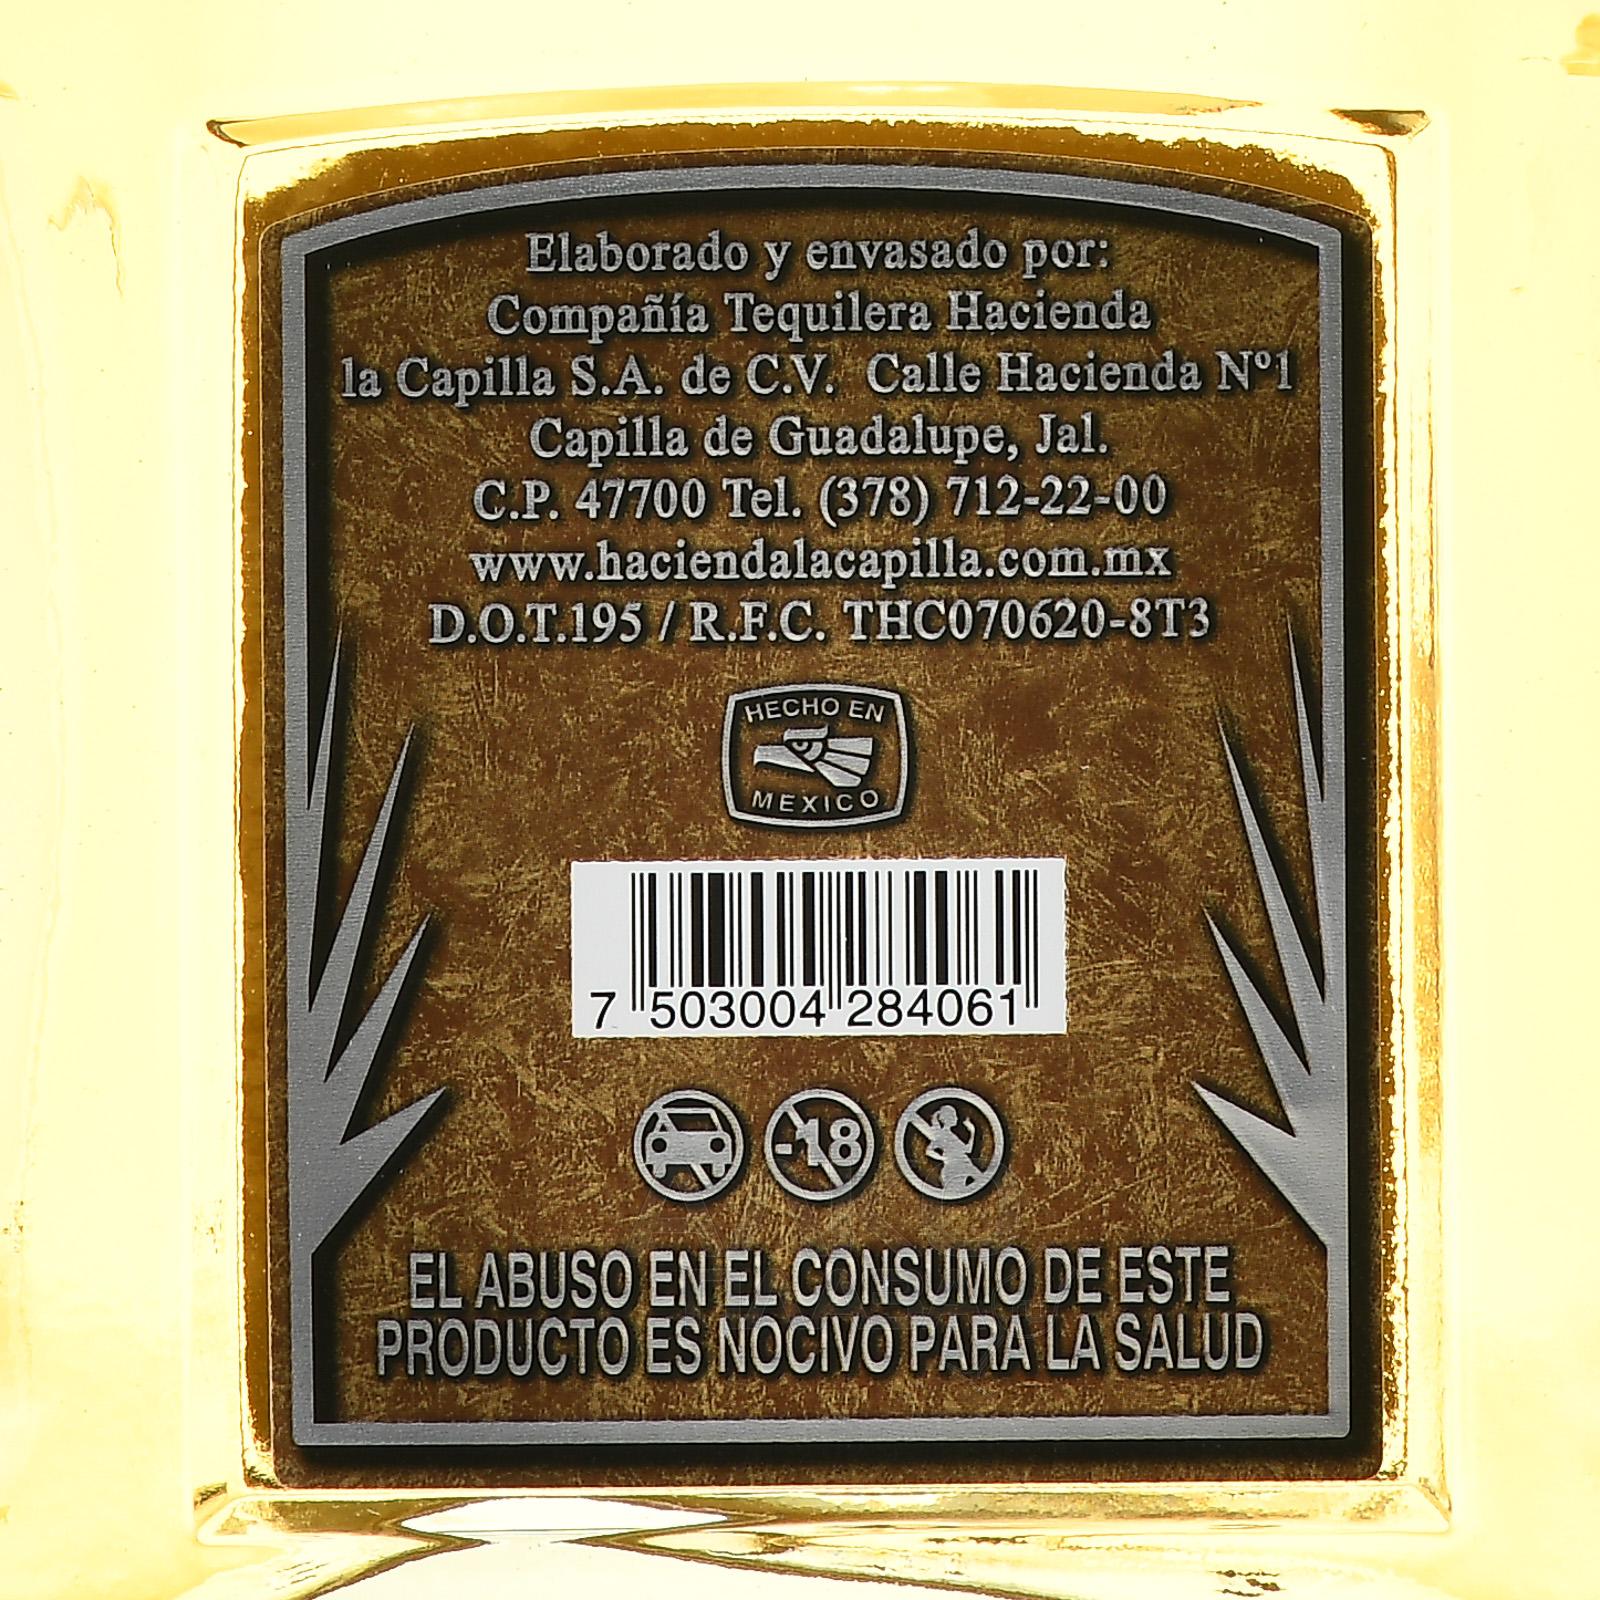 Elaborado y envasado por:
Compañía Tequilera Hacienda
la Capilla S.A. de C.V. Calle Hacienda Nº1
Capilla de Guadalupe, Jal.
C.P. 47700 Tel. (378) 712-22-00
www.haciendalacapilla.com.mx
D.O.T.195 / R.F.C. THC070620-8T3
HECHO EN
MEXICO
7 503004 284061
-18
EL ABUSO EN EL CONSUMO DE ESTE
PRODUCTO ES NOCIVO PARA LA SALUD